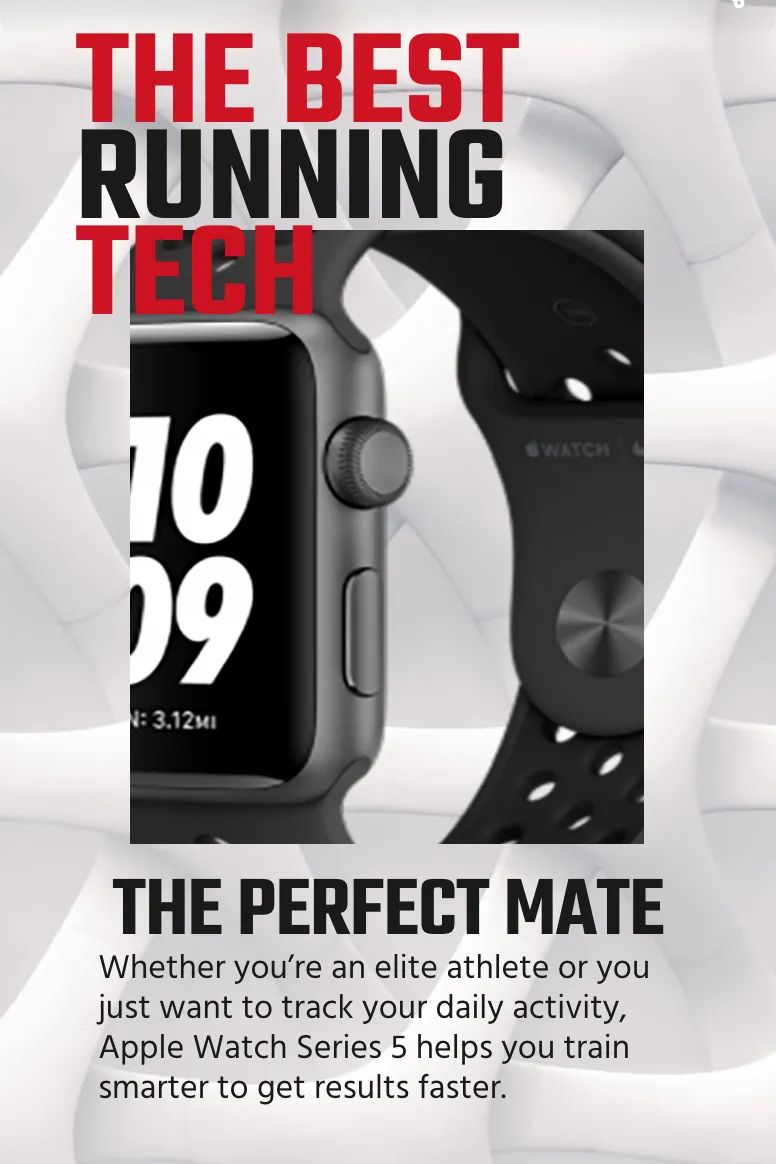 THE BEST
RUNNING
TECH
10
09
N: 3.12MI
WATCH
THE PERFECT MATE
Whether you’re an elite athlete or you
just want to track your daily activity,
Apple Watch Series 5 helps you train
smarter to get results faster.